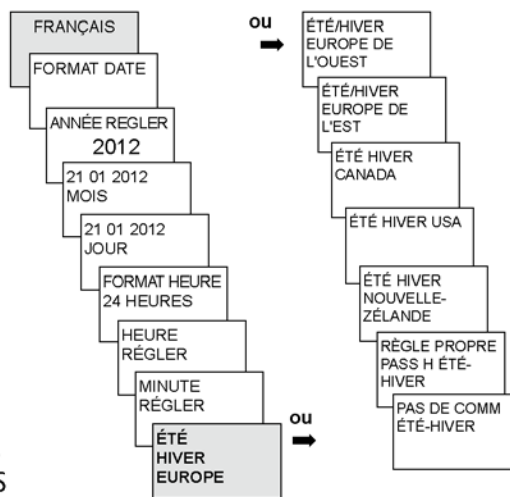 FRANÇAIS
FORMAT DATE
ANNÉE REGLER
2012
21 01 2012
MOIS
21 01 2012
JOUR
FORMAT HEURE
24 HEURES
HEURE
RÉGLER
MINUTE
RÉGLER
ÉTÉ
HIVER
EUROPE
ou
ou
ÉTÉ/HIVER
EUROPE DE
L'OUEST
ÉTÉ/HIVER
EUROPE DE
L'EST
ÉTÉ HIVER
CANADA
ÉTÉ HIVER USA
ÉTÉ HIVER
NOUVELLE-
ZÉLANDE
RÈGLE PROPRE
PASS H ÉTÉ-
HIVER
PAS DE COMM
ÉTÉ-HIVER
S